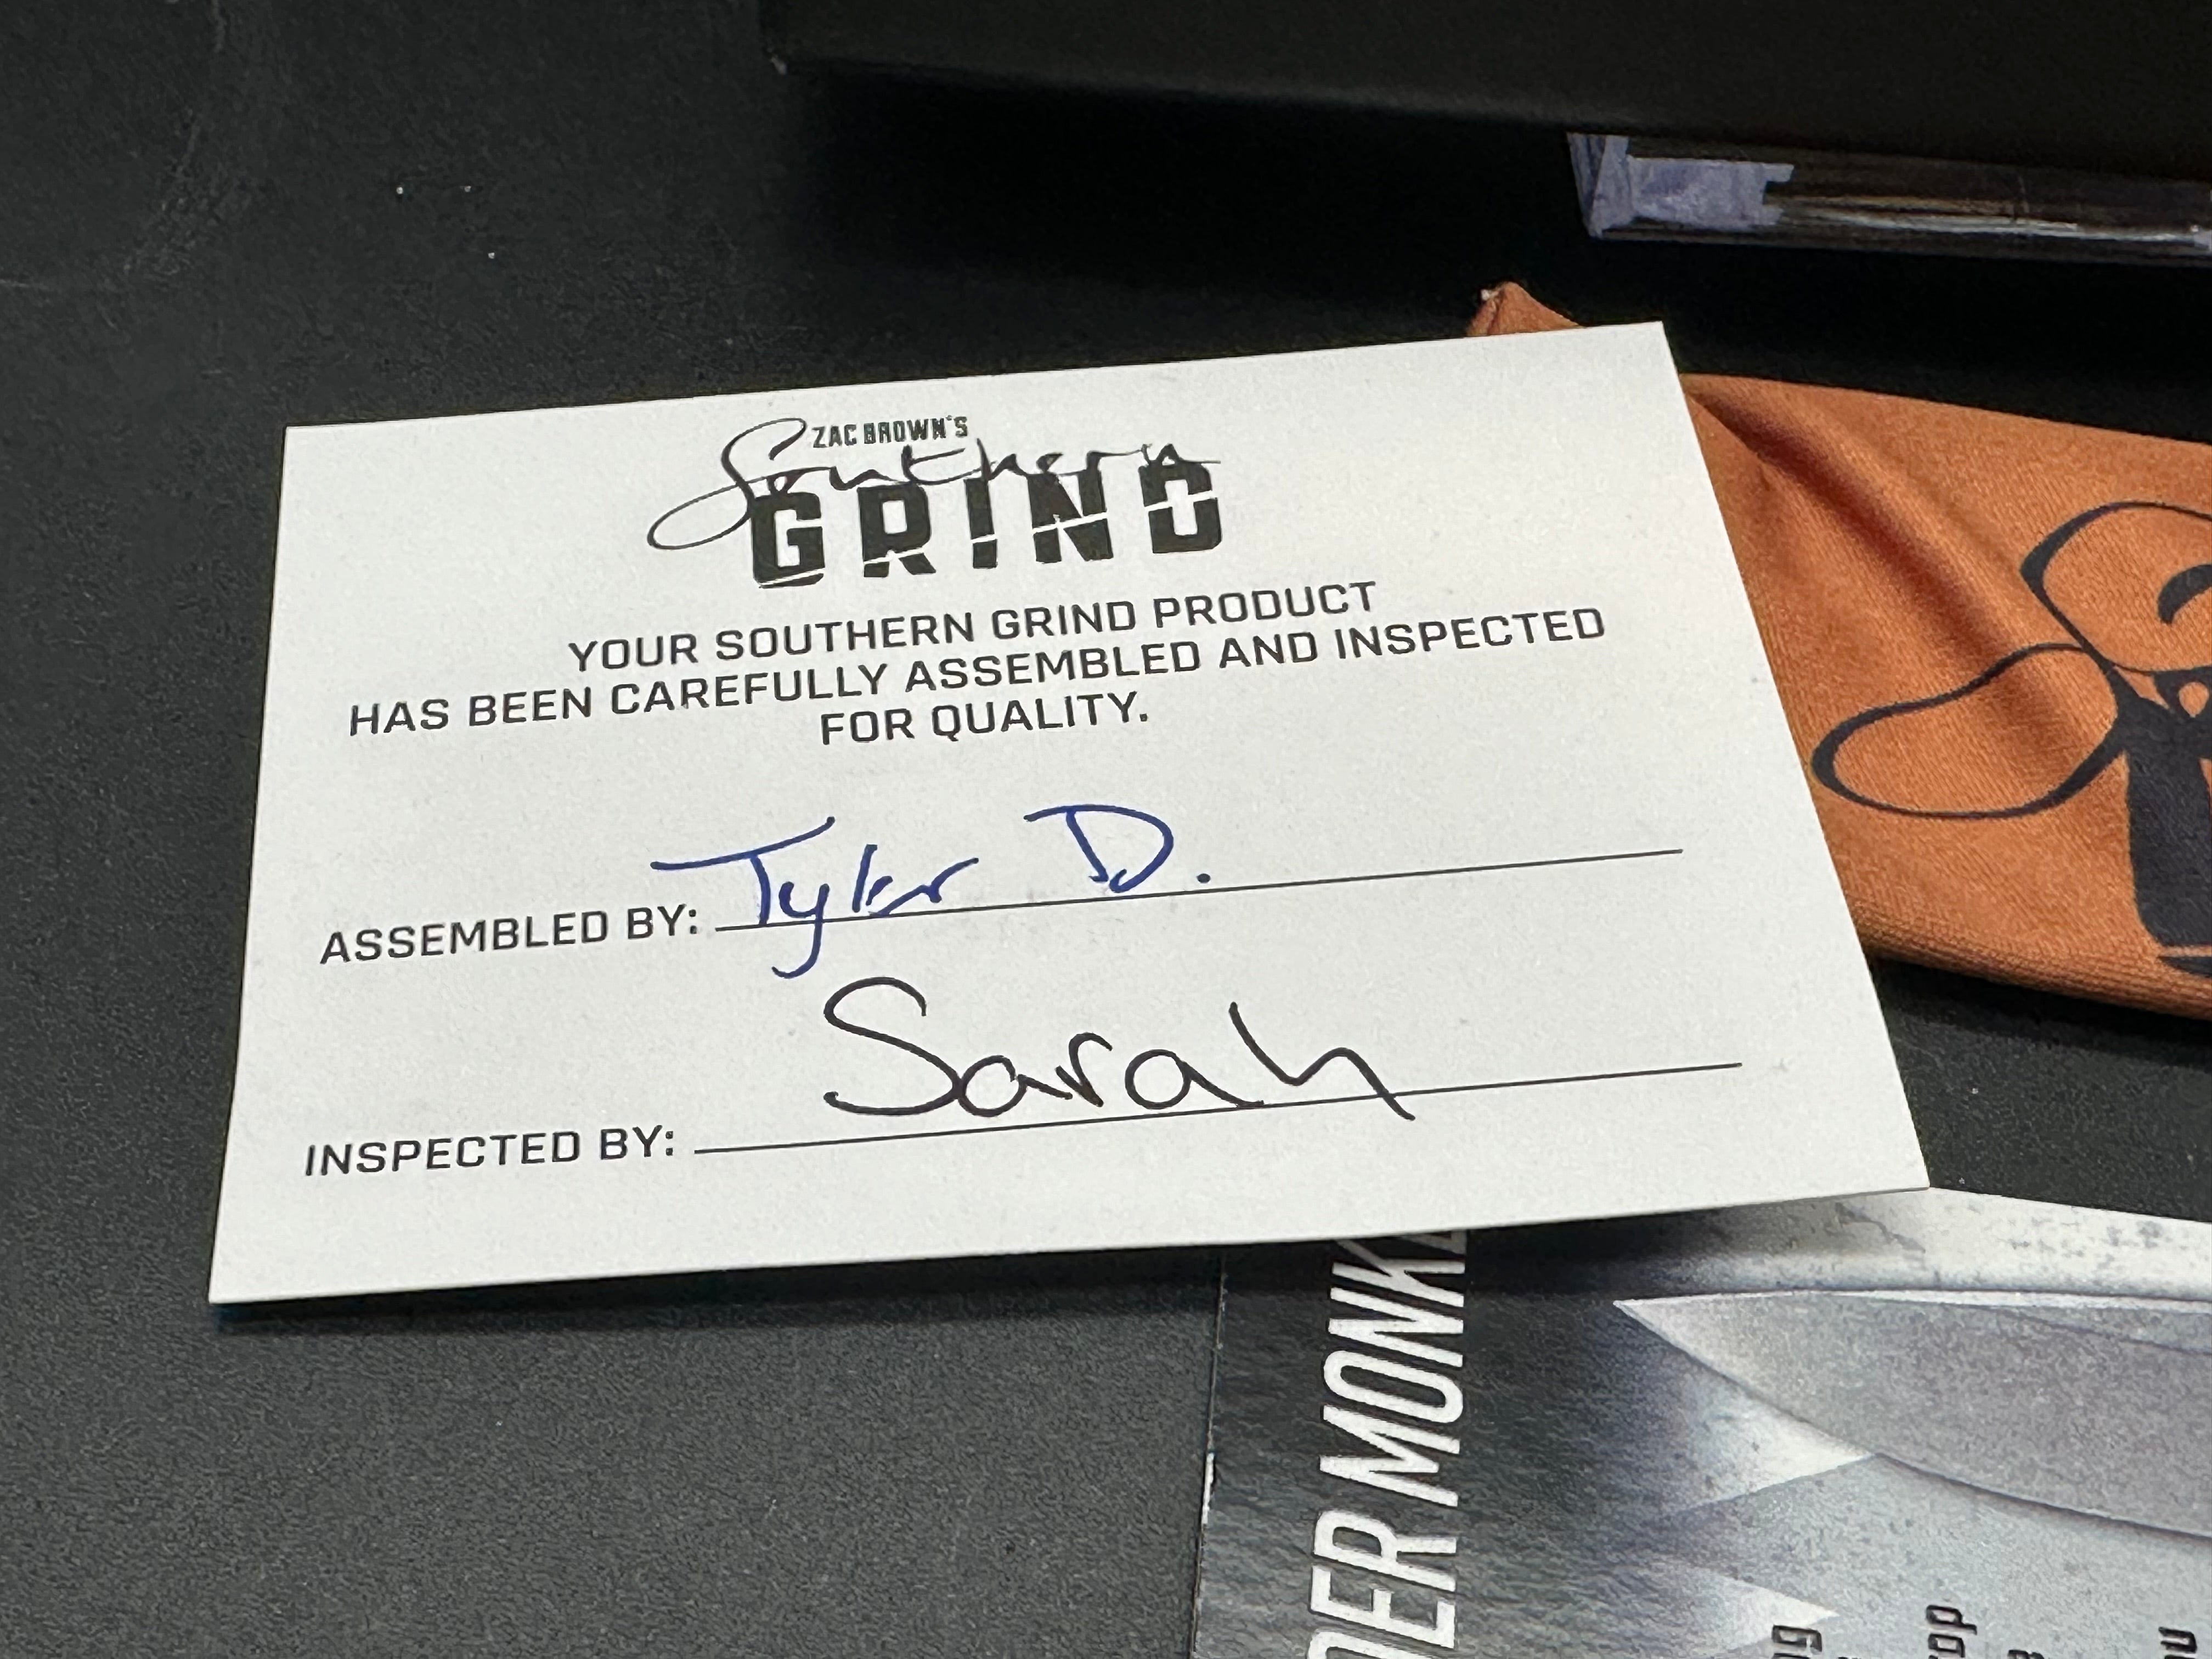 ZAC BROWN'S
Southern
GRIND
YOUR SOUTHERN GRIND PRODUCT
HAS BEEN CAREFULLY ASSEMBLED AND INSPECTED
FOR QUALITY.
ASSEMBLED BY: Tyler D.
INSPECTED BY: Sarah